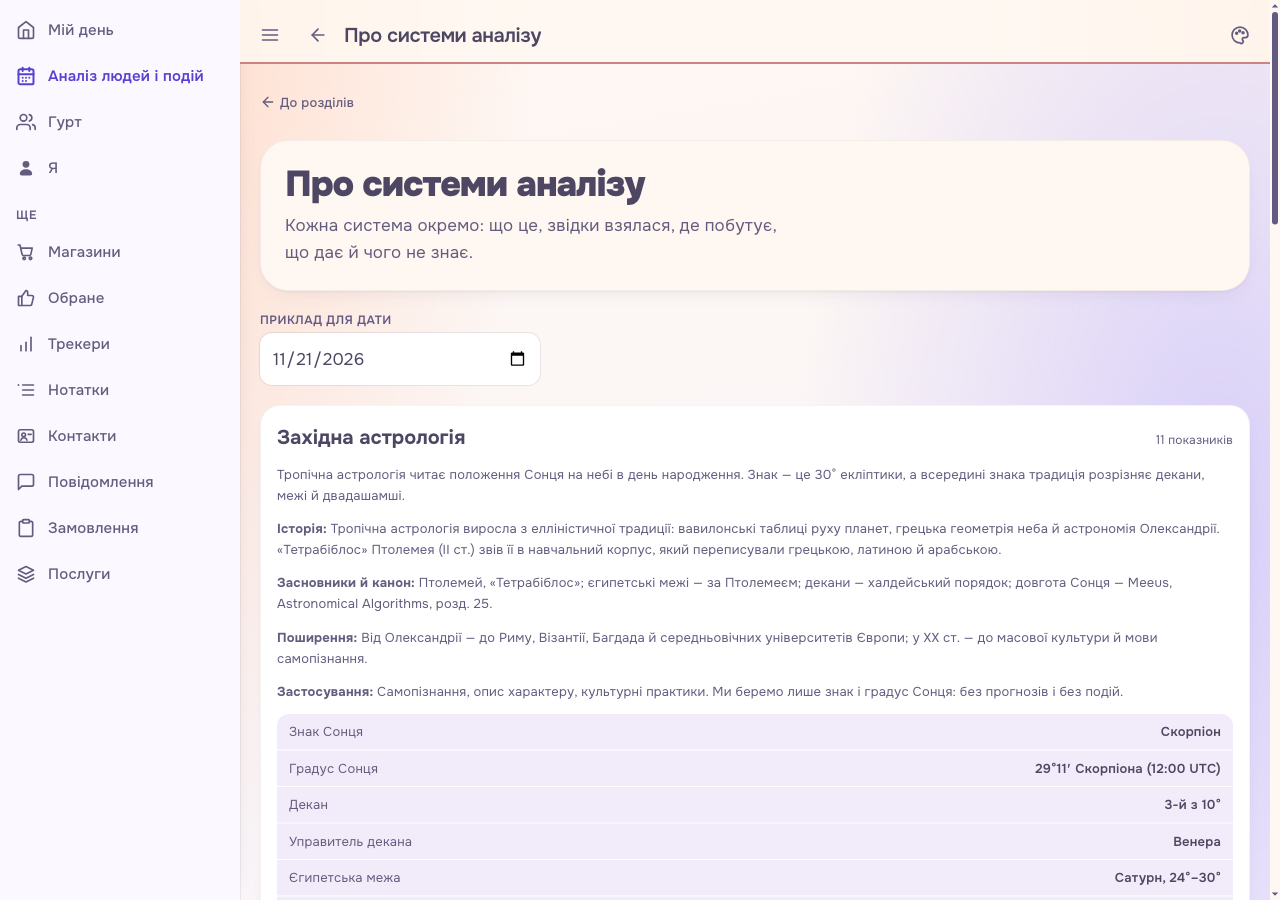 Мій день
Аналіз людей і подій
Гурт
Я
ЩЕ
Магазини
Обране
Трекери
Нотатки
Контакти
Повідомлення
Замовлення
Послуги
Про системи аналізу
До розділів
Про системи аналізу
Кожна система окремо: що це, звідки взялася, де побутує,
що дає й чого не знає.
ПРИКЛАД ДЛЯ ДАТИ
11/21/2026
Західна астрологія
11 показників
Тропічна астрологія читає положення Сонця на небі в день народження. Знак — це 30° екліптики, а всередині знака традиція розрізняє декани,
межі й двадашамші.
Історія: Тропічна астрологія виросла з елліністичної традиції: вавилонські таблиці руху планет, грецька геометрія неба й астрономія Олександрії.
«Тетрабіблос» Птолемея (II ст.) звів її в навчальний корпус, який переписували грецькою, латиною й арабською.
Засновники й канон: Птолемей, «Тетрабіблос»; єгипетські межі — за Птолемеєм; декани — халдейський порядок; довгота Сонця — Meeus,
Astronomical Algorithms, розд. 25.
Поширення: Від Олександрії — до Риму, Візантії, Багдада й середньовічних університетів Європи; у XX ст. — до масової культури й мови
самопізнання.
Застосування: Самопізнання, опис характеру, культурні практики. Ми беремо лише знак і градус Сонця: без прогнозів і без подій.
Знак Сонця Скорпіон
Градус Сонця 29°11′ Скорпіона (12:00 UTC)
Декан 3-й з 10°
Управитель декана Венера
Єгипетська межа Сатурн, 24°–30°